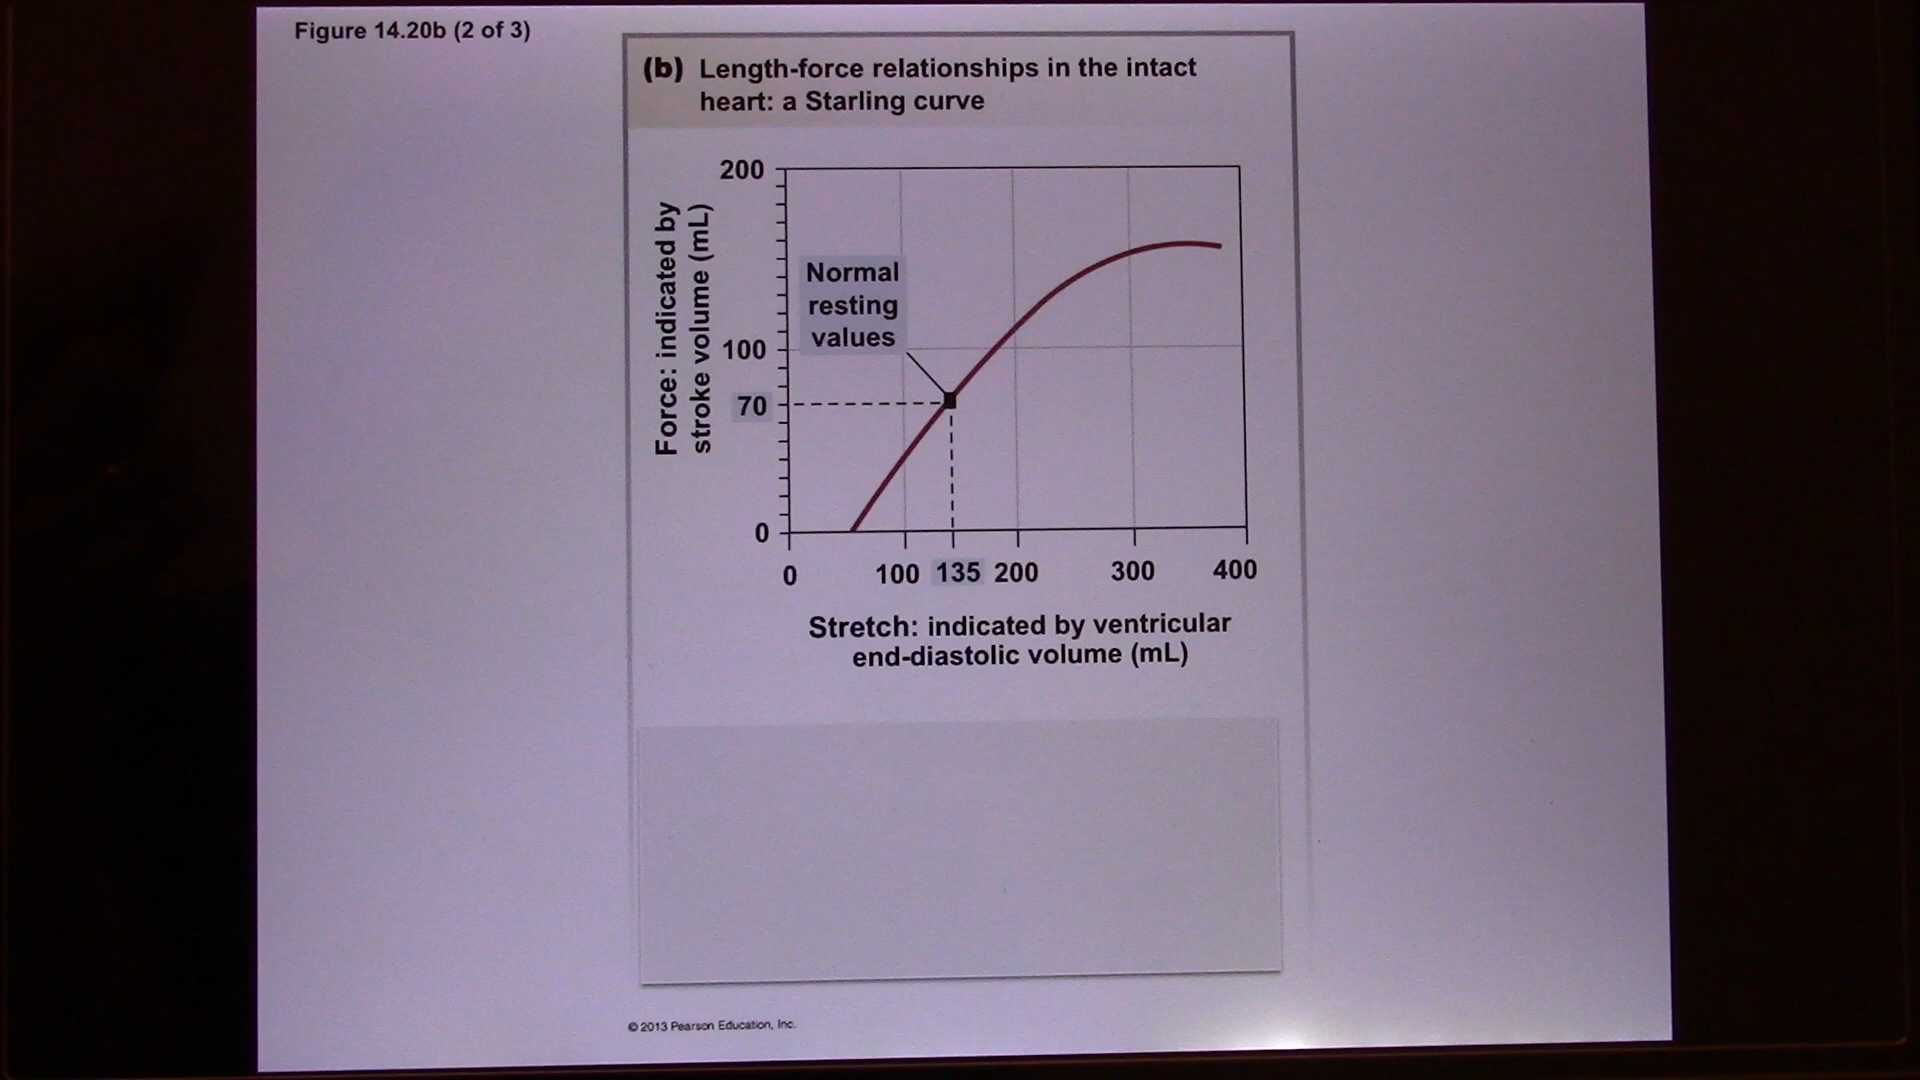 Figure 14.20b (2 of 3)
(b) Length-force relationships in the intact
heart: a Starling curve
Force: indicated by
stroke volume (mL)
200
100
70
0
Normal
resting
values
0 100 135 200 300 400
Stretch: indicated by ventricular
end-diastolic volume (mL)
© 2013 Pearson Education, Inc.